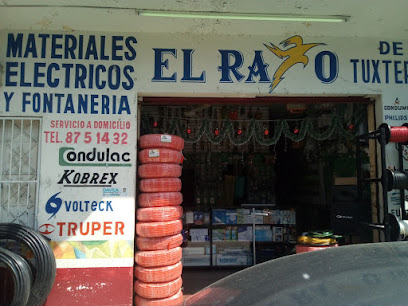 MATERIALES
ELECTRICOS
Y FONTANERIA
EL RAYO
DE
TUXTEP
SERVICIO A DOMICILIO
TEL. 87 5 14 32
Condulac
KOBREX
VOLTECK
TRUPER
CONDUMEX
PHILIPS